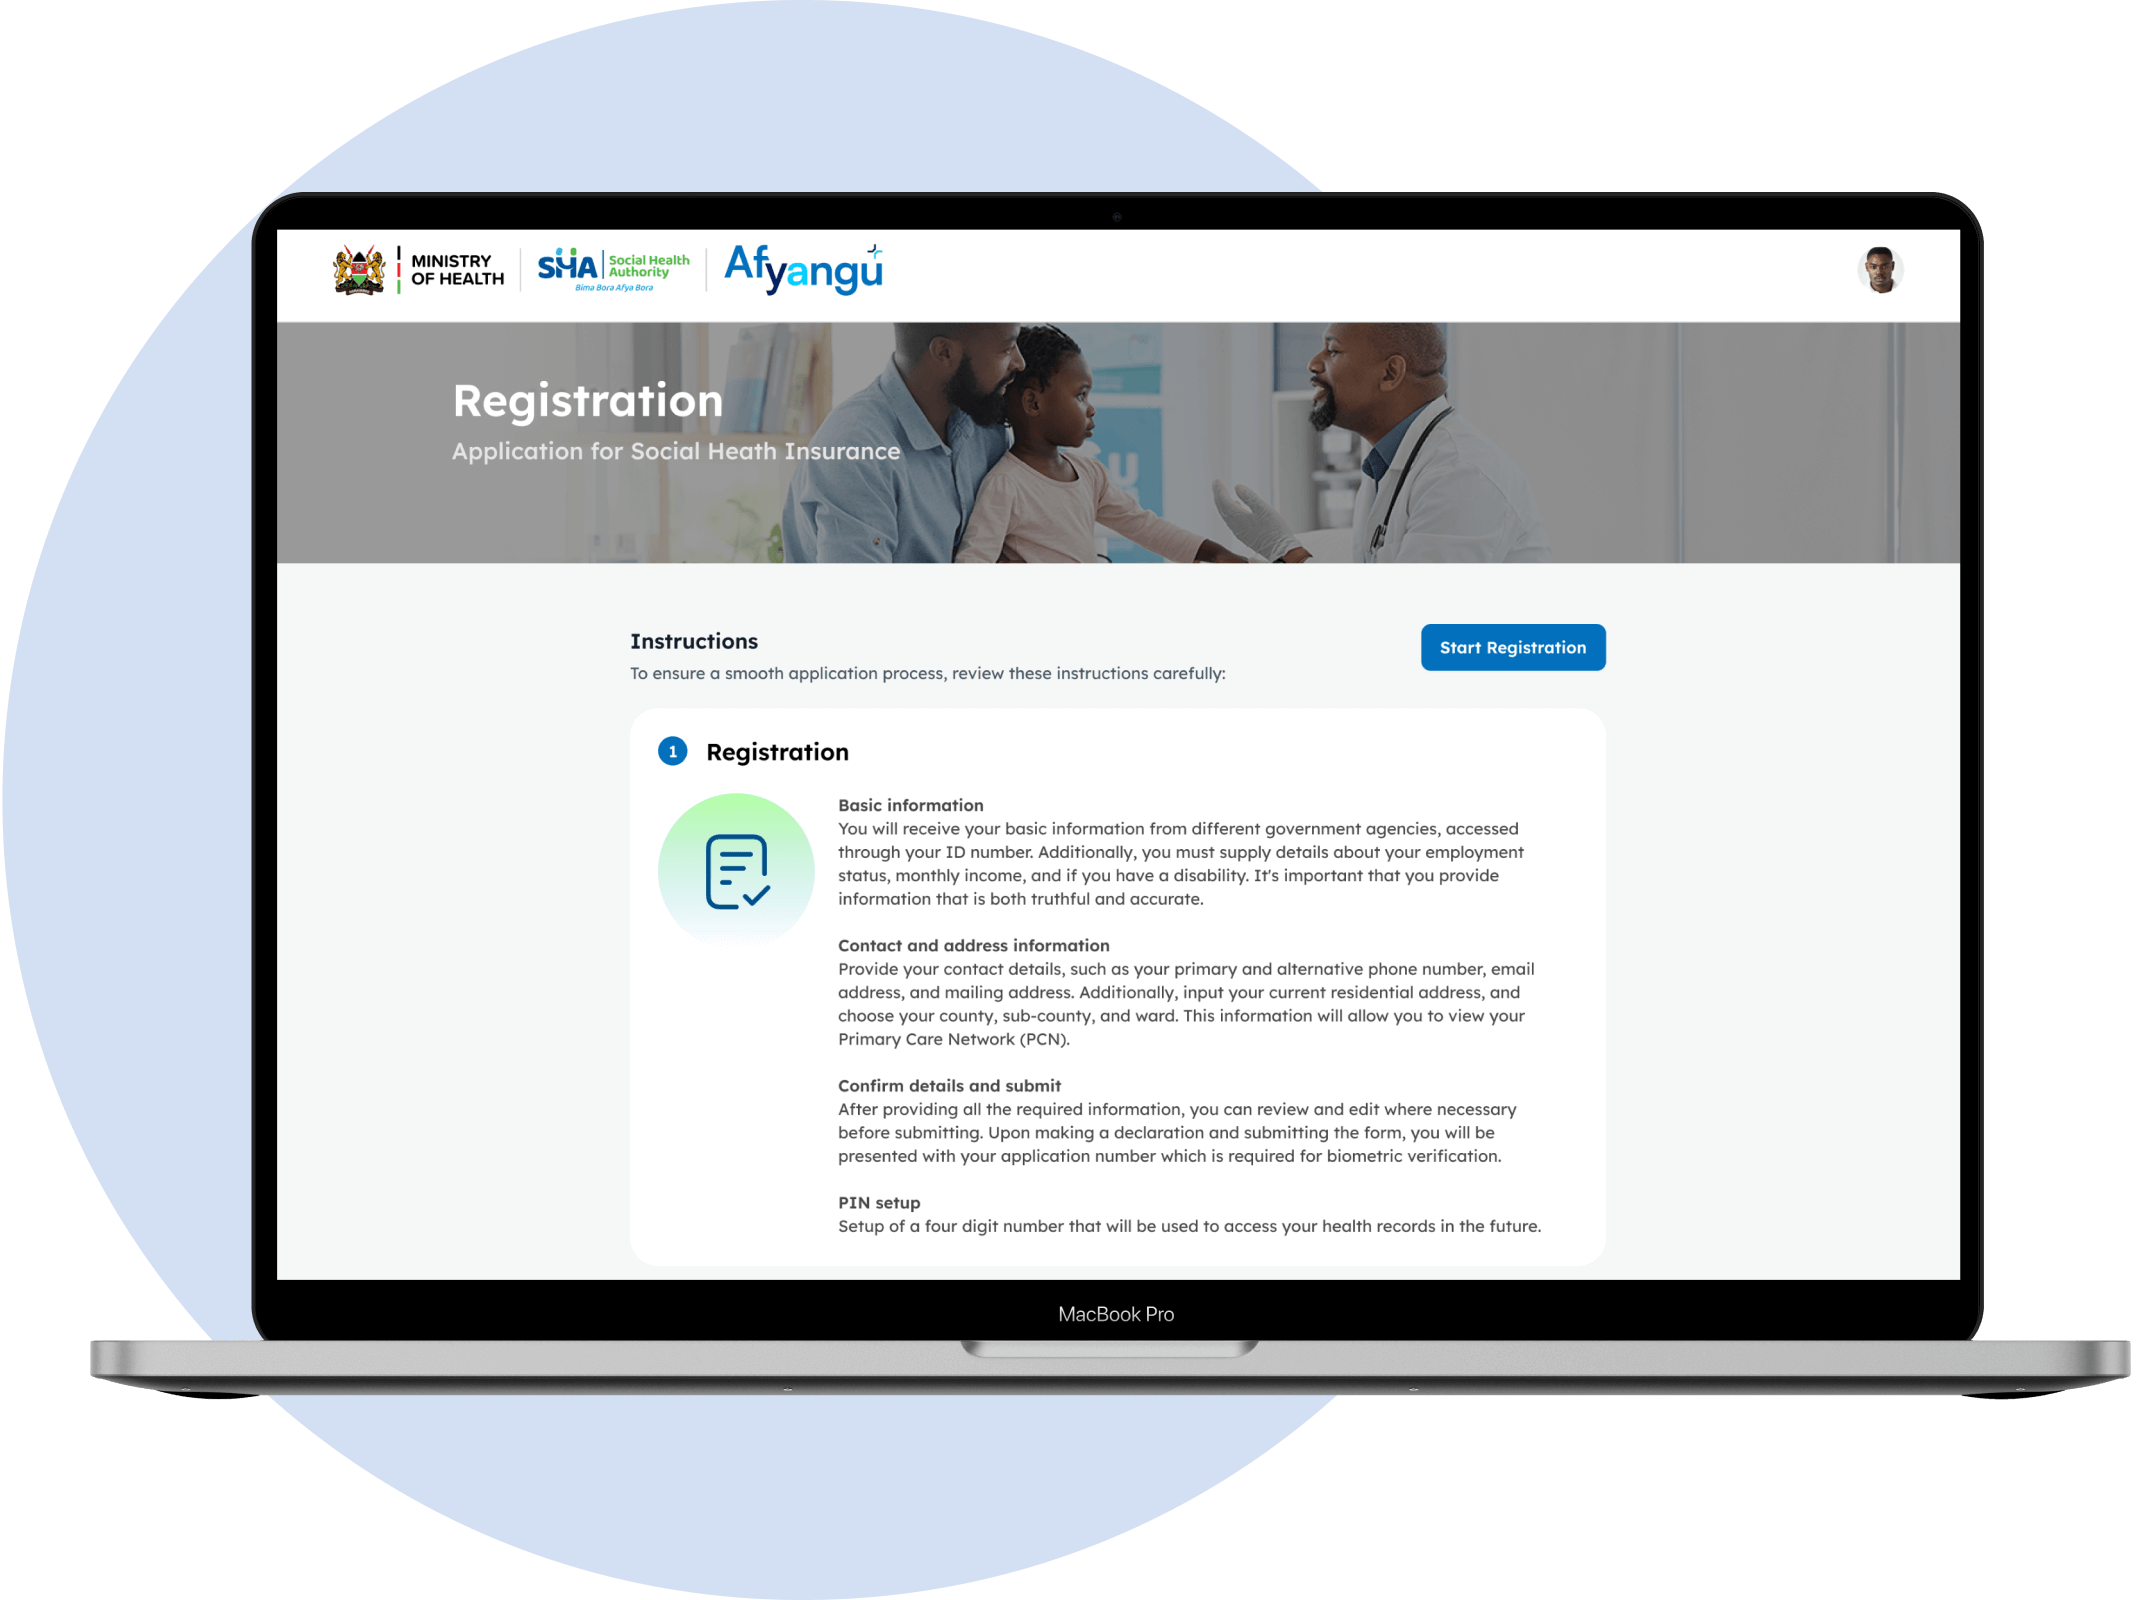 MINISTRY
OF HEALTH
SHA
Social Health
Authority
Bima Bora Afya Bora
Afyangu
Registration
Application for Social Heath Insurance
Instructions
To ensure a smooth application process, review these instructions carefully:
Start Registration
1 Registration
Basic information
You will receive your basic information from different government agencies, accessed
through your ID number. Additionally, you must supply details about your employment
status, monthly income, and if you have a disability. It's important that you provide
information that is both truthful and accurate.
Contact and address information
Provide your contact details, such as your primary and alternative phone number, email
address, and mailing address. Additionally, input your current residential address, and
choose your county, sub-county, and ward. This information will allow you to view your
Primary Care Network (PCN).
Confirm details and submit
After providing all the required information, you can review and edit where necessary
before submitting. Upon making a declaration and submitting the form, you will be
presented with your application number which is required for biometric verification.
PIN setup
Setup of a four digit number that will be used to access your health records in the future.
MacBook Pro